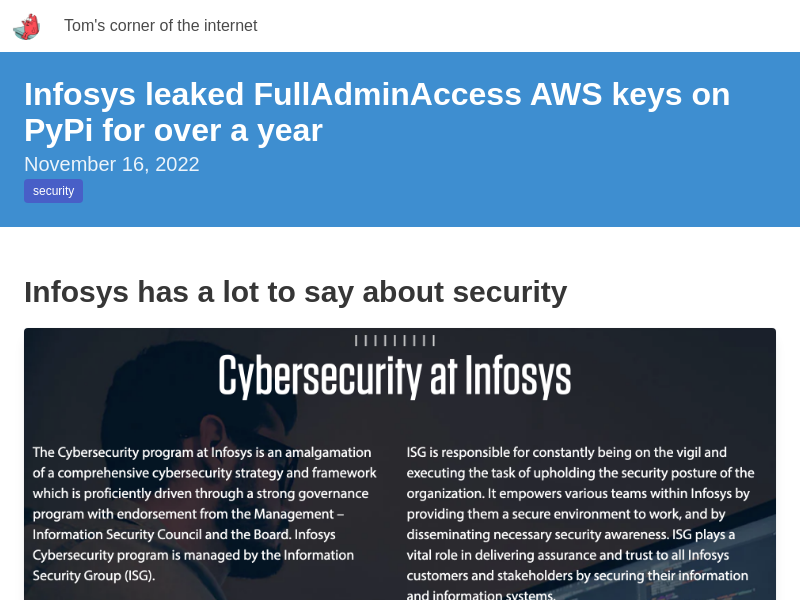 Tom's corner of the internet
Infosys leaked FullAdminAccess AWS keys on
PyPi for over a year
November 16, 2022
security
Infosys has a lot to say about security
Cybersecurity at Infosys
The Cybersecurity program at Infosys is an amalgamation
of a comprehensive cybersecurity strategy and framework
which is proficiently driven through a strong governance
program with endorsement from the Management –
Information Security Council and the Board. Infosys
Cybersecurity program is managed by the Information
Security Group (ISG).
ISG is responsible for constantly being on the vigil and
executing the task of upholding the security posture of the
organization. It empowers various teams within Infosys by
providing them a secure environment to work, and by
disseminating necessary security awareness. ISG plays a
vital role in delivering assurance and trust to all Infosys
customers and stakeholders by securing their information
and information systems.